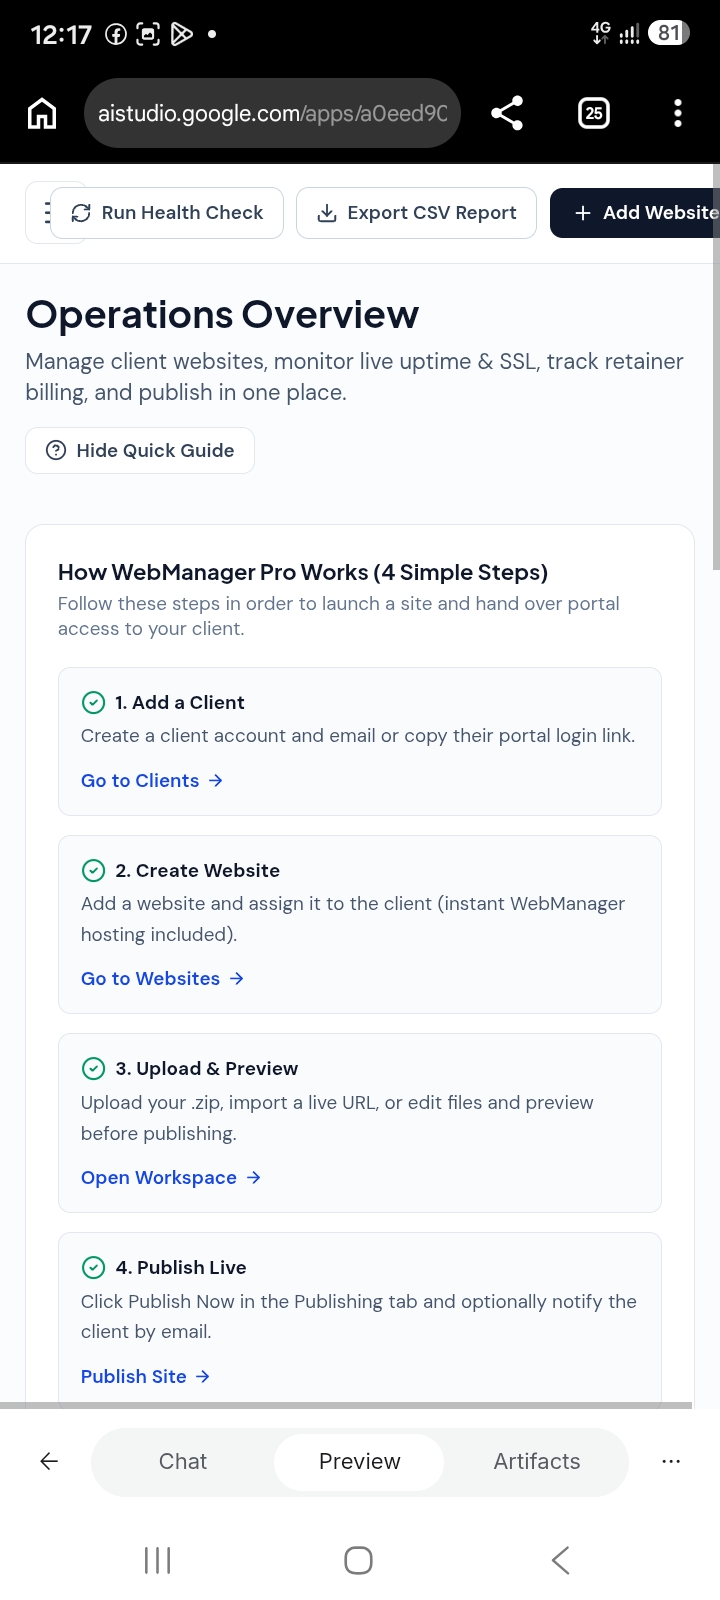 12:17
4G
81
aistudio.google.com/apps/a0eed90
25
Run Health Check
Export CSV Report
+ Add Website
Operations Overview
Manage client websites, monitor live uptime & SSL, track retainer
billing, and publish in one place.
Hide Quick Guide
How WebManager Pro Works (4 Simple Steps)
Follow these steps in order to launch a site and hand over portal
access to your client.
1. Add a Client
Create a client account and email or copy their portal login link.
Go to Clients →
2. Create Website
Add a website and assign it to the client (instant WebManager
hosting included).
Go to Websites →
3. Upload & Preview
Upload your .zip, import a live URL, or edit files and preview
before publishing.
Open Workspace →
4. Publish Live
Click Publish Now in the Publishing tab and optionally notify the
client by email.
Publish Site →
Chat
Preview
Artifacts